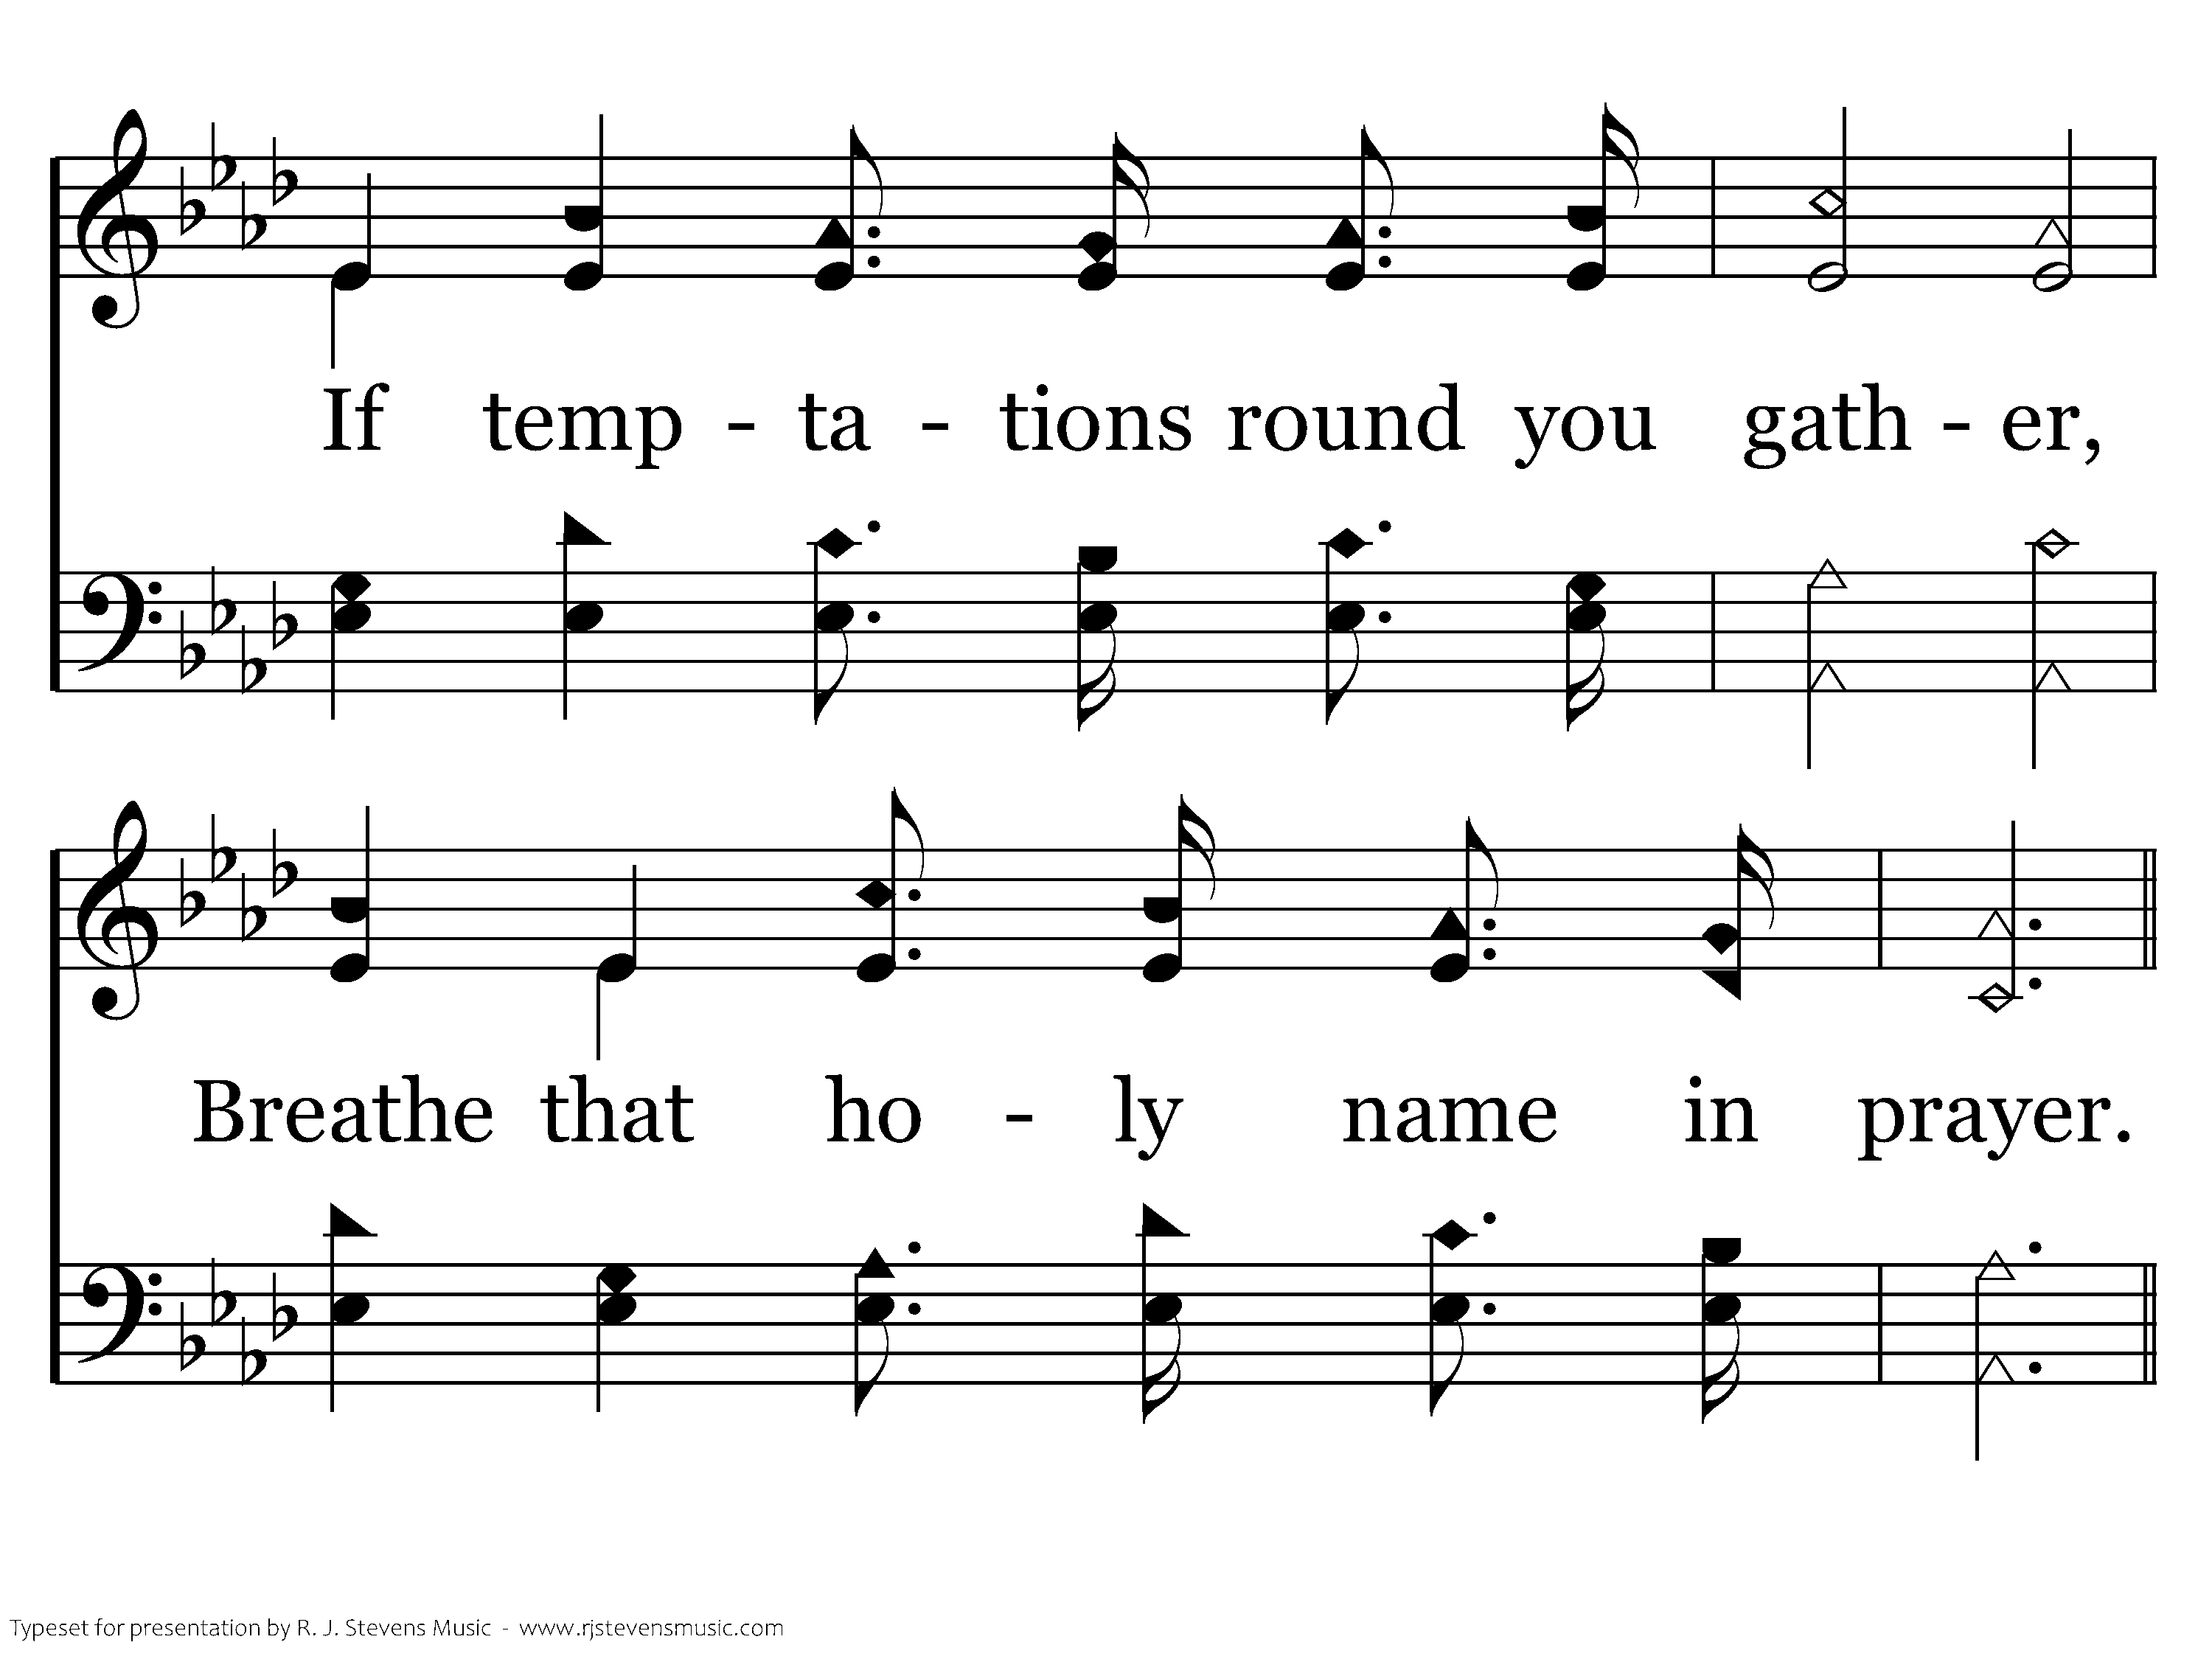 If temp - ta - tions round you gath - er,
Breathe that ho - ly name in prayer.
Typeset for presentation by R. J. Stevens Music - www.rjstevensmusic.com